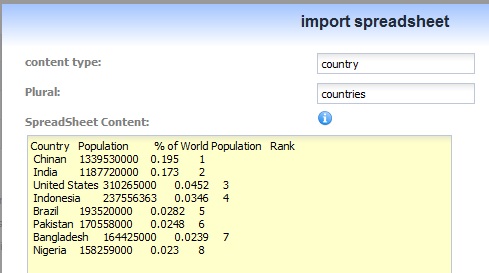 import spreadsheet
content type: country
Plural: countries
SpreadSheet Content:
Country Population % of World Population Rank
Chinan 1339530000 0.195 1
India 1187720000 0.173 2
United States 310265000 0.0452 3
Indonesia 237556363 0.0346 4
Brazil 193520000 0.0282 5
Pakistan 170558000 0.0248 6
Bangladesh 164425000 0.0239 7
Nigeria 158259000 0.023 8